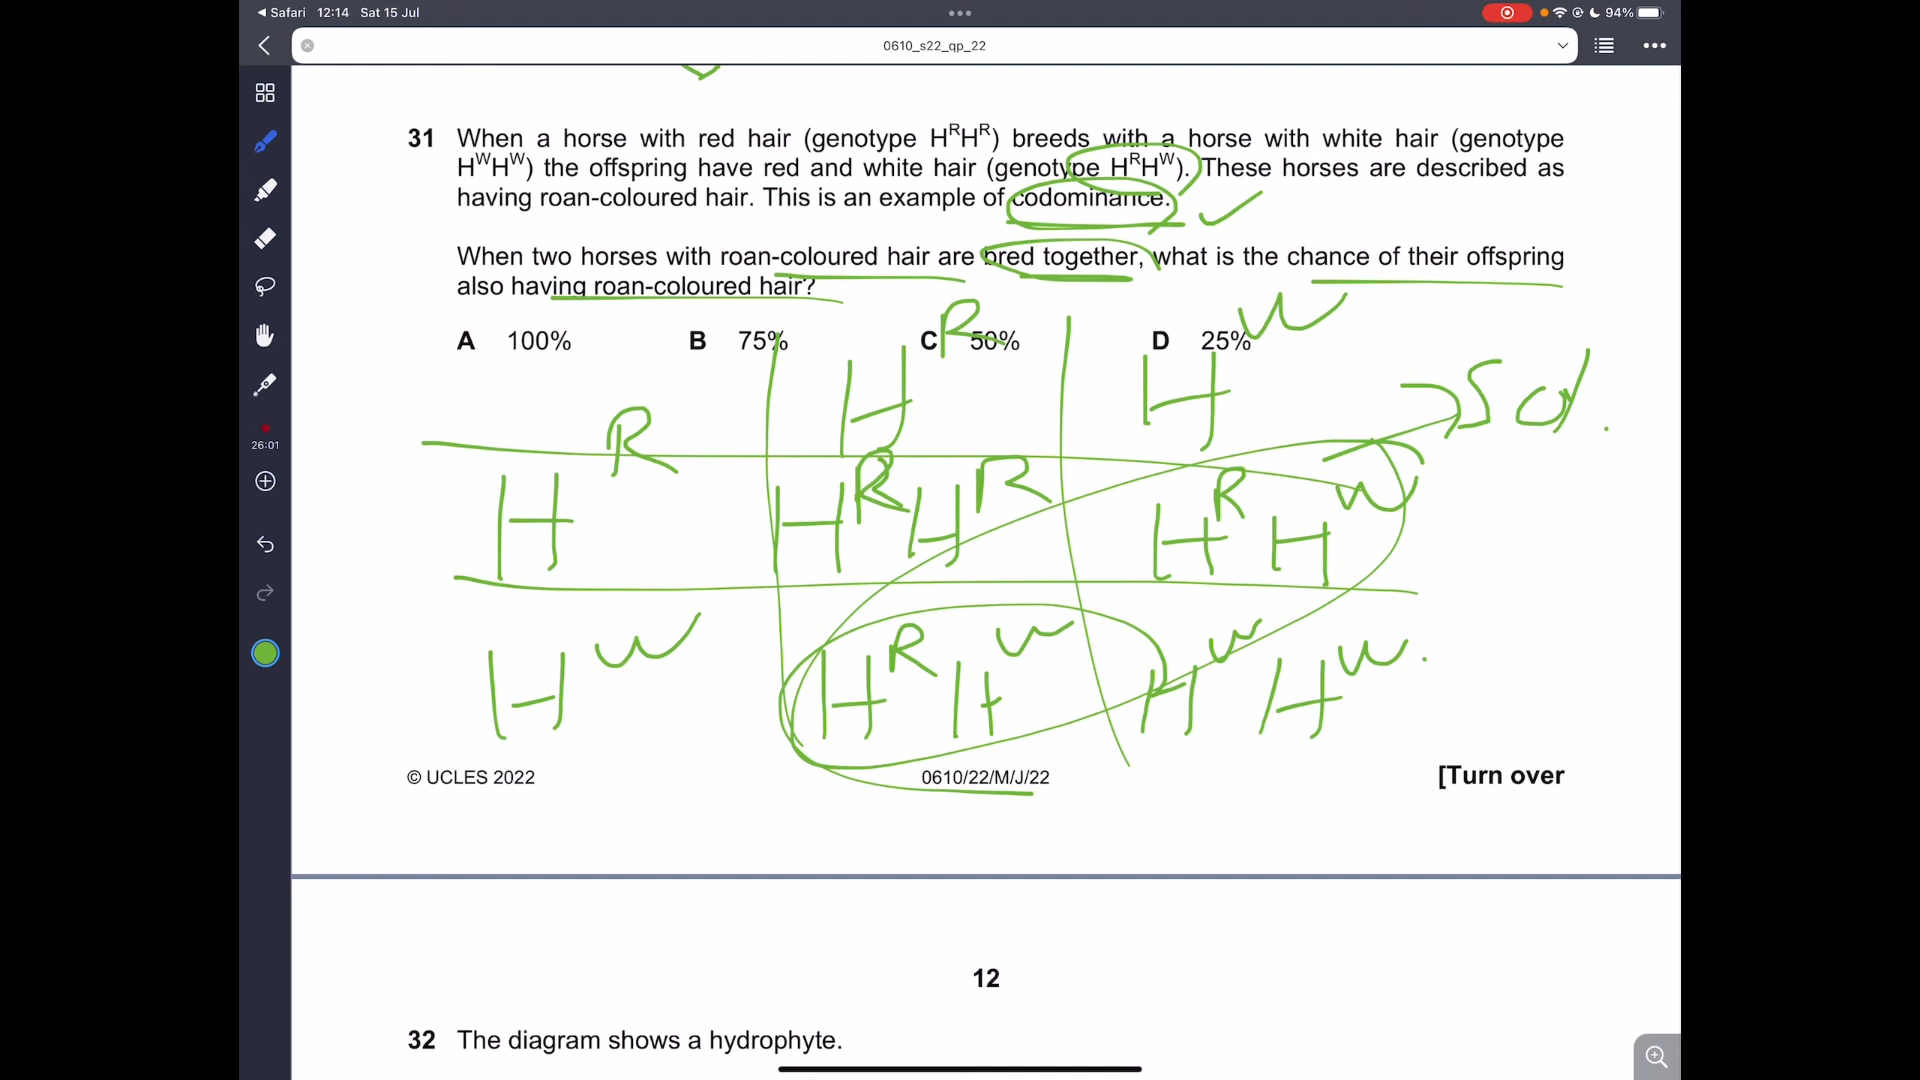 Safari 12:14 Sat 15 Jul 94%
0610_s22_qp_22
31 When a horse with red hair (genotype HᴿHᴿ) breeds with a horse with white hair (genotype
HᵂHᵂ) the offspring have red and white hair (genotype HᴿHᵂ). These horses are described as
having roan-coloured hair. This is an example of codominance.
When two horses with roan-coloured hair are bred together, what is the chance of their offspring
also having roan-coloured hair?
A 100% B 75% C 50% D 25%
Hᴿ Hᵂ
Hᴿ HᴿHᴿ HᴿHᵂ
Hᵂ HᴿHᵂ HᵂHᵂ.
26:01
© UCLES 2022 0610/22/M/J/22 [Turn over
12
32 The diagram shows a hydrophyte.